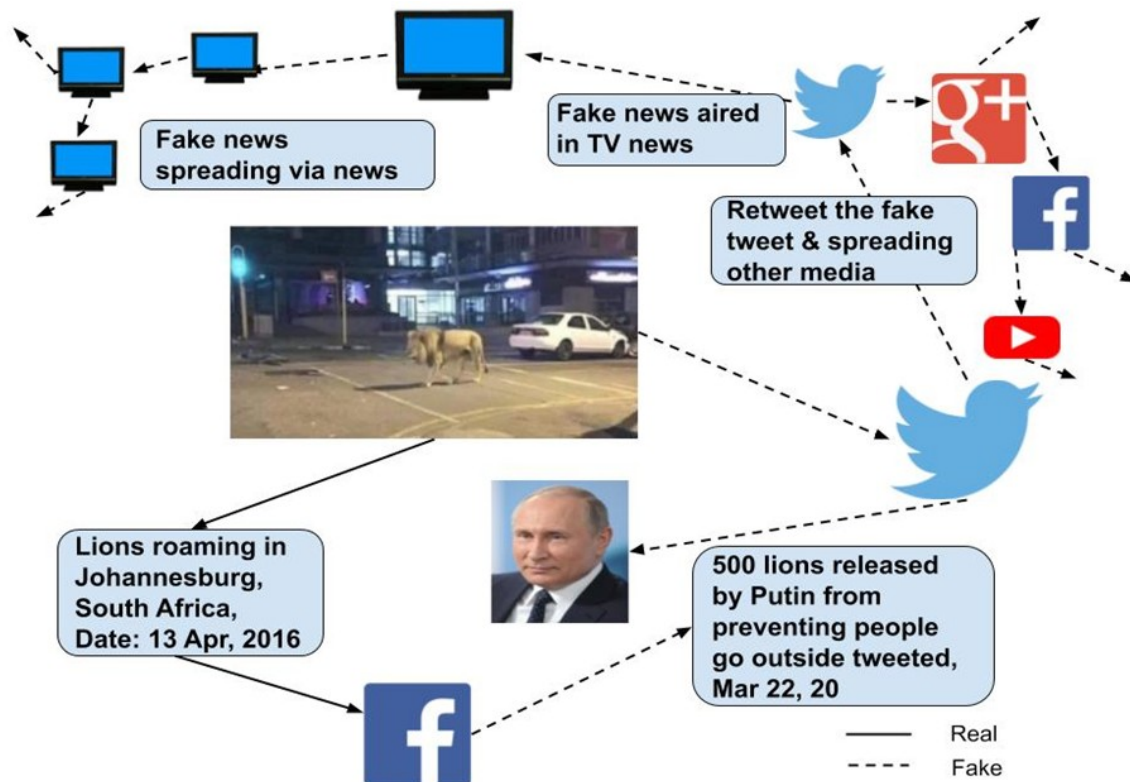 Fake news
spreading via news
Fake news aired
in TV news
g+
f
Retweet the fake
tweet & spreading
other media
Lions roaming in
Johannesburg,
South Africa,
Date: 13 Apr, 2016
500 lions released
by Putin from
preventing people
go outside tweeted,
Mar 22, 20
f
Real
Fake